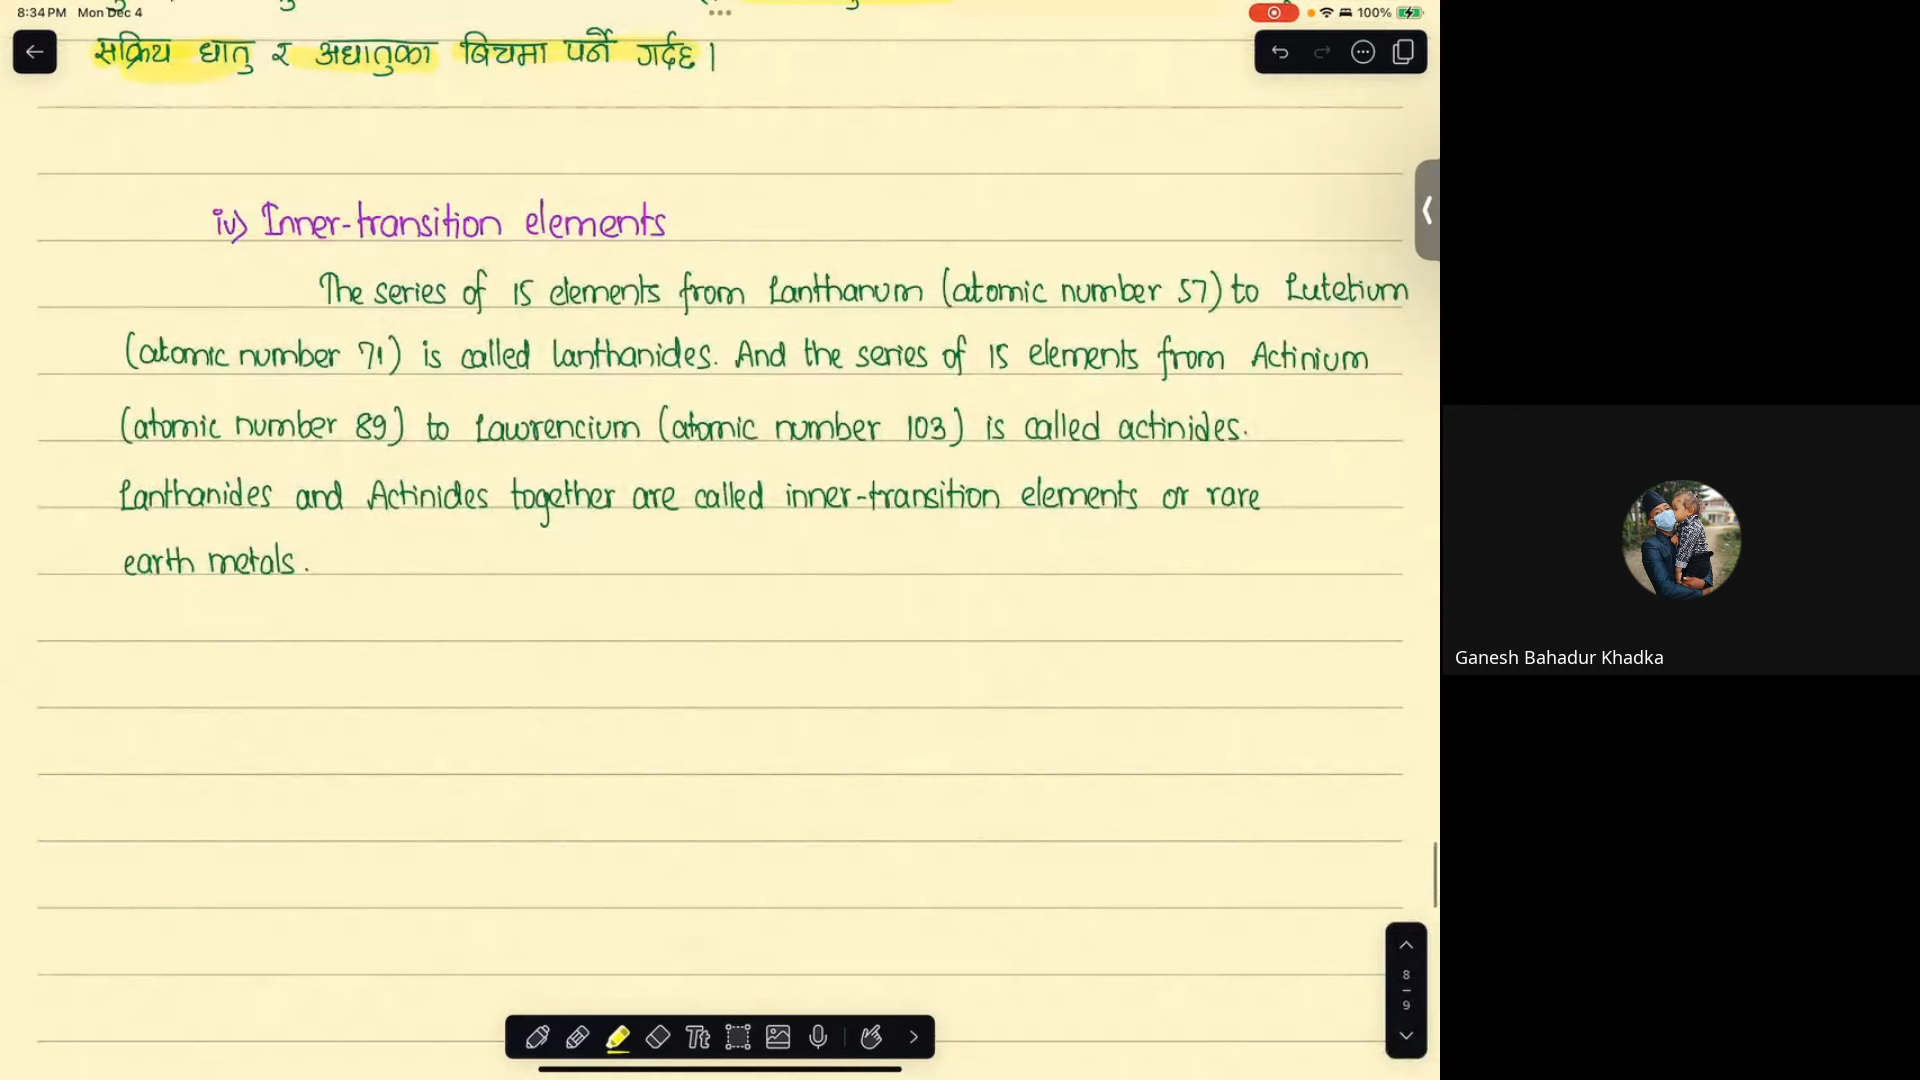 8:34 PM Mon Dec 4
100%
सक्रिय धातु र अधातुका बिचमा पर्ने गर्दछ।
iv) Inner-transition elements
The series of 15 elements from Lanthanum (atomic number 57) to Lutetium
(atomic number 71) is called lanthanides. And the series of 15 elements from Actinium
(atomic number 89) to Lawrencium (atomic number 103) is called actinides.
Lanthanides and Actinides together are called inner-transition elements or rare
earth metals.
Ganesh Bahadur Khadka
8
9
Tt